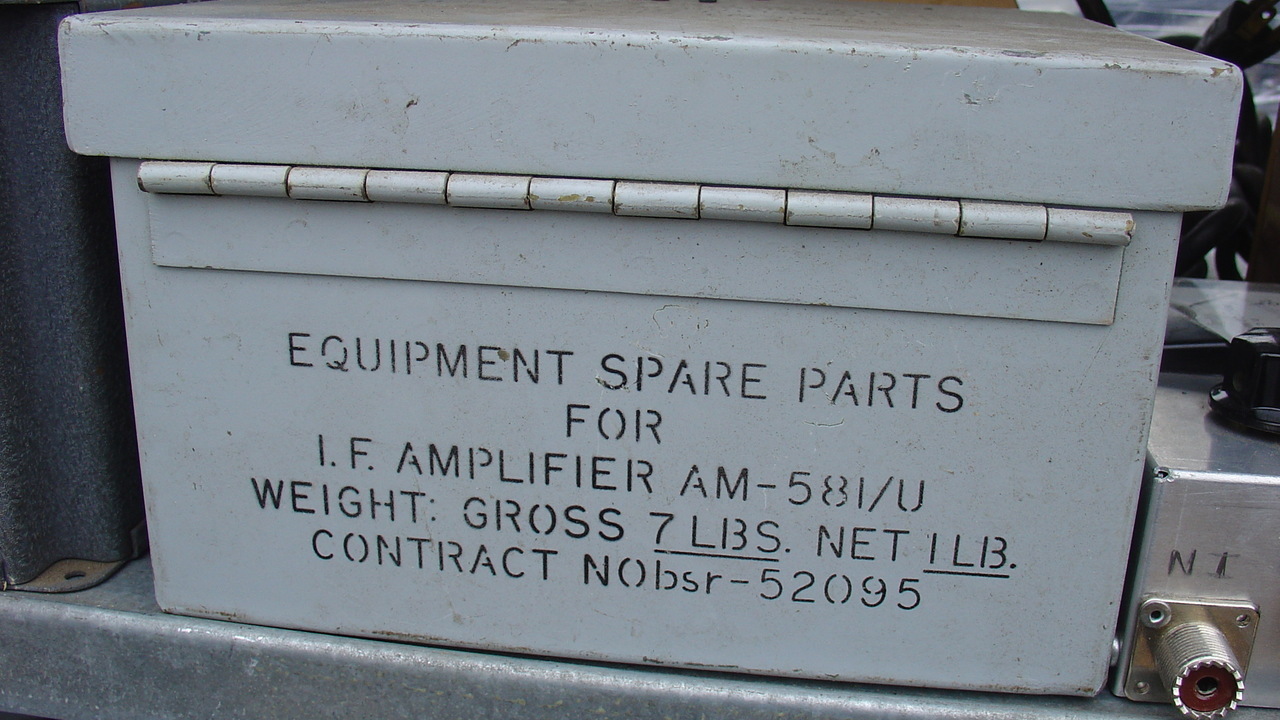 EQUIPMENT SPARE PARTS
FOR
I.F. AMPLIFIER AM-581/U
WEIGHT: GROSS 7 LBS. NET 1 LB.
CONTRACT NObsr-52095